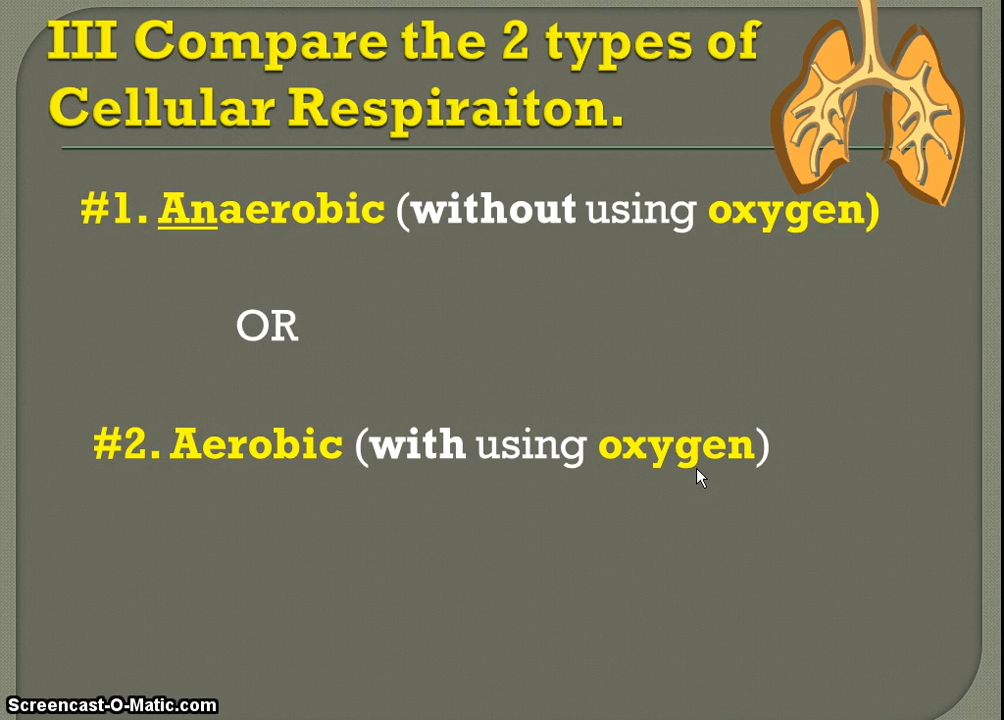 III Compare the 2 types of
Cellular Respiraiton.
#1. Anaerobic (without using oxygen)
OR
#2. Aerobic (with using oxygen)
Screencast-O-Matic.com